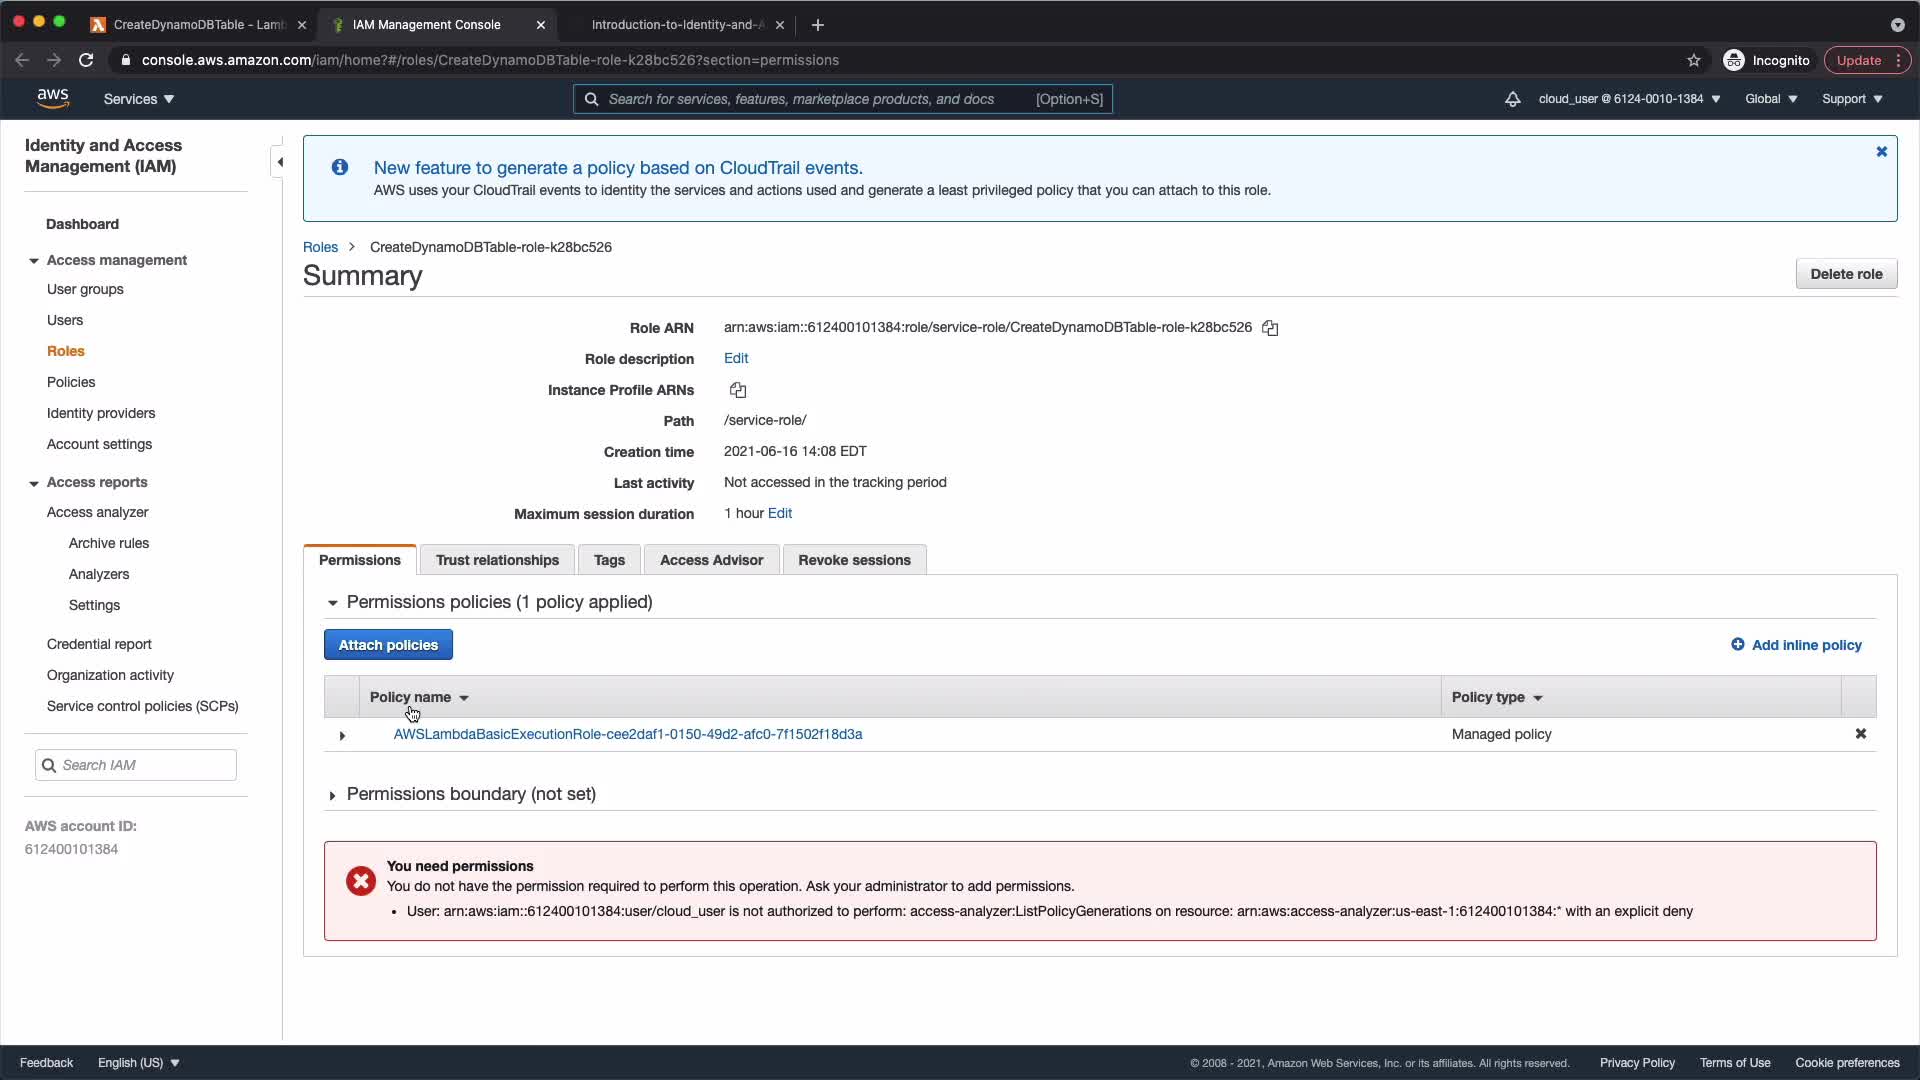 CreateDynamoDBTable - Lam
IAM Management Console
Introduction-to-Identity-and-A
console.aws.amazon.com/iam/home?#/roles/CreateDynamoDBTable-role-k28bc526?section=permissions
Incognito
Update
aws
Services
Search for services, features, marketplace products, and docs [Option+S]
cloud_user @ 6124-0010-1384
Global
Support
Identity and Access
Management (IAM)
Dashboard
Access management
User groups
Users
Roles
Policies
Identity providers
Account settings
Access reports
Access analyzer
Archive rules
Analyzers
Settings
Credential report
Organization activity
Service control policies (SCPs)
Search IAM
AWS account ID:
612400101384
New feature to generate a policy based on CloudTrail events.
AWS uses your CloudTrail events to identity the services and actions used and generate a least privileged policy that you can attach to this role.
Roles > CreateDynamoDBTable-role-k28bc526
Summary
Delete role
Role ARN arn:aws:iam::612400101384:role/service-role/CreateDynamoDBTable-role-k28bc526
Role description Edit
Instance Profile ARNs
Path /service-role/
Creation time 2021-06-16 14:08 EDT
Last activity Not accessed in the tracking period
Maximum session duration 1 hour Edit
Permissions Trust relationships Tags Access Advisor Revoke sessions
Permissions policies (1 policy applied)
Attach policies
Add inline policy
Policy name Policy type
AWSLambdaBasicExecutionRole-cee2daf1-0150-49d2-afc0-7f1502f18d3a Managed policy
Permissions boundary (not set)
You need permissions
You do not have the permission required to perform this operation. Ask your administrator to add permissions.
• User: arn:aws:iam::612400101384:user/cloud_user is not authorized to perform: access-analyzer:ListPolicyGenerations on resource: arn:aws:access-analyzer:us-east-1:612400101384:* with an explicit deny
Feedback English (US)
© 2008 - 2021, Amazon Web Services, Inc. or its affiliates. All rights reserved. Privacy Policy Terms of Use Cookie preferences